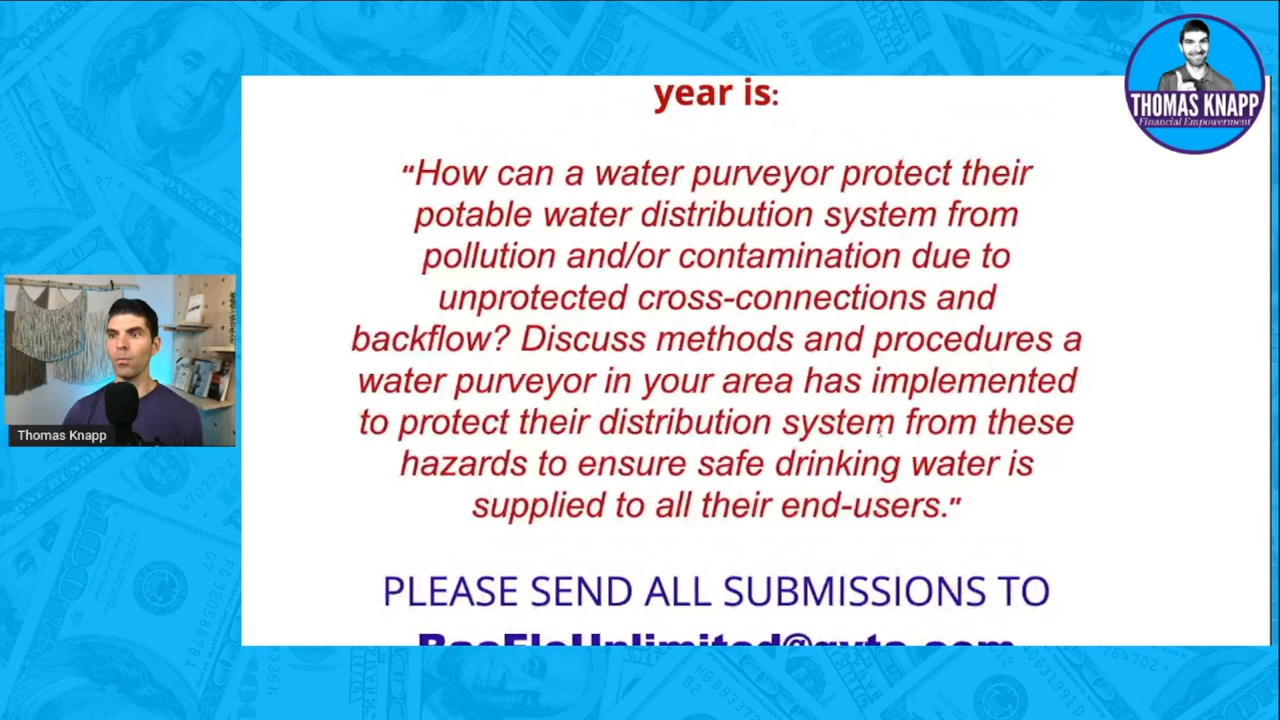 year is:
“How can a water purveyor protect their
potable water distribution system from
pollution and/or contamination due to
unprotected cross-connections and
backflow? Discuss methods and procedures a
water purveyor in your area has implemented
to protect their distribution system from these
hazards to ensure safe drinking water is
supplied to all their end-users.”
PLEASE SEND ALL SUBMISSIONS TO
THOMAS KNAPP
Financial Empowerment
Thomas Knapp